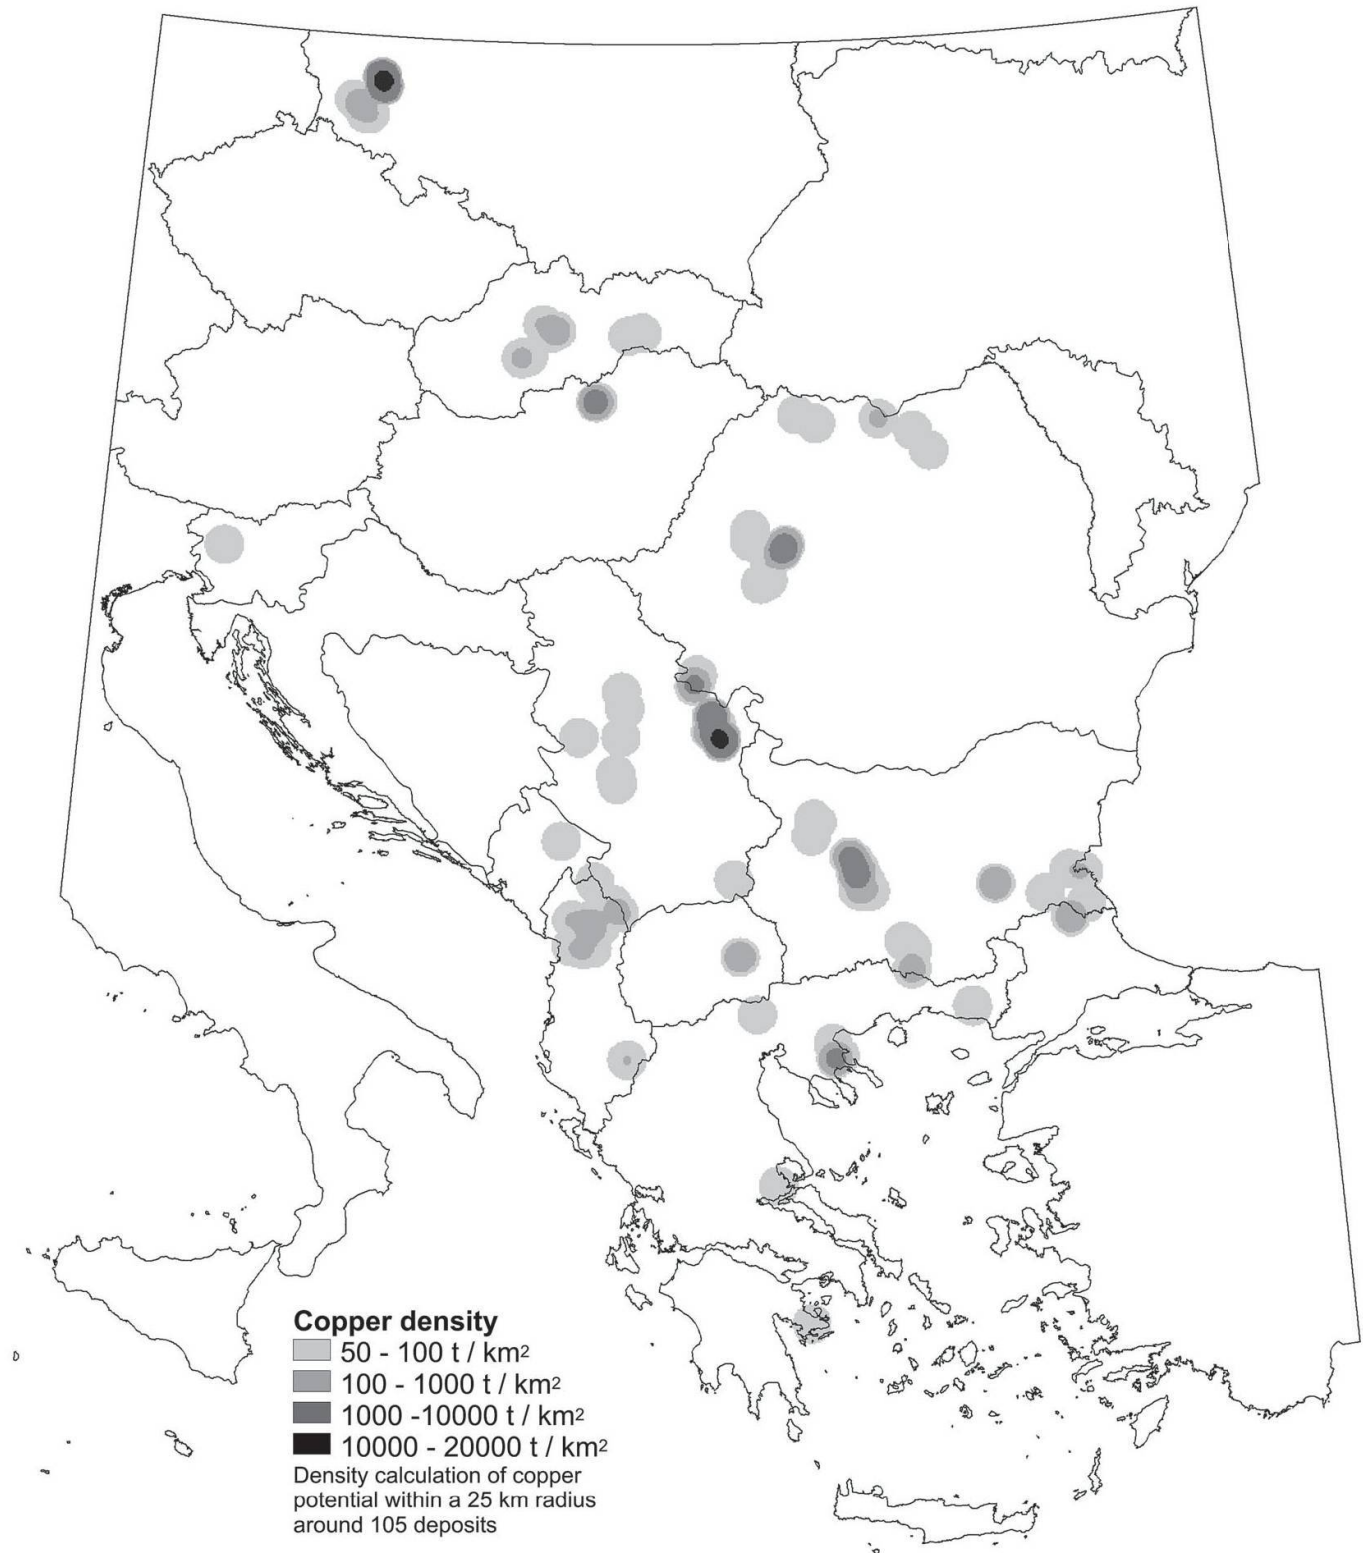 Copper density
50 - 100 t / km²
100 - 1000 t / km²
1000 -10000 t / km²
10000 - 20000 t / km²
Density calculation of copper
potential within a 25 km radius
around 105 deposits